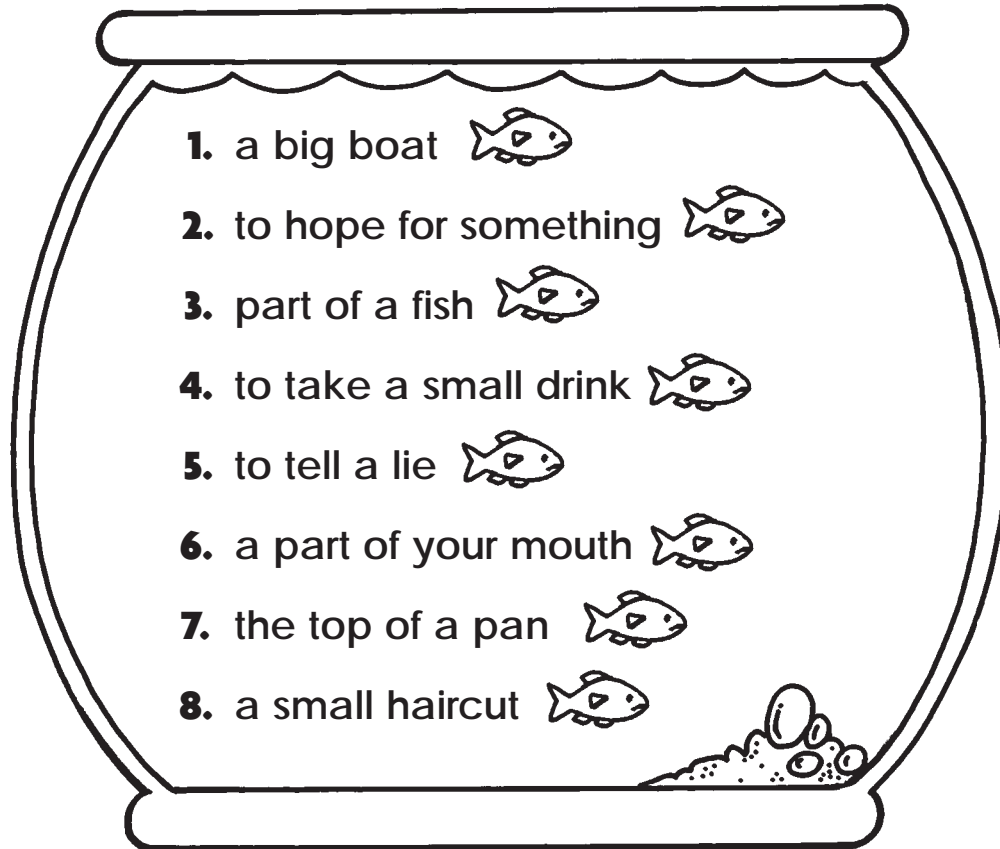 1. a big boat
2. to hope for something
3. part of a fish
4. to take a small drink
5. to tell a lie
6. a part of your mouth
7. the top of a pan
8. a small haircut